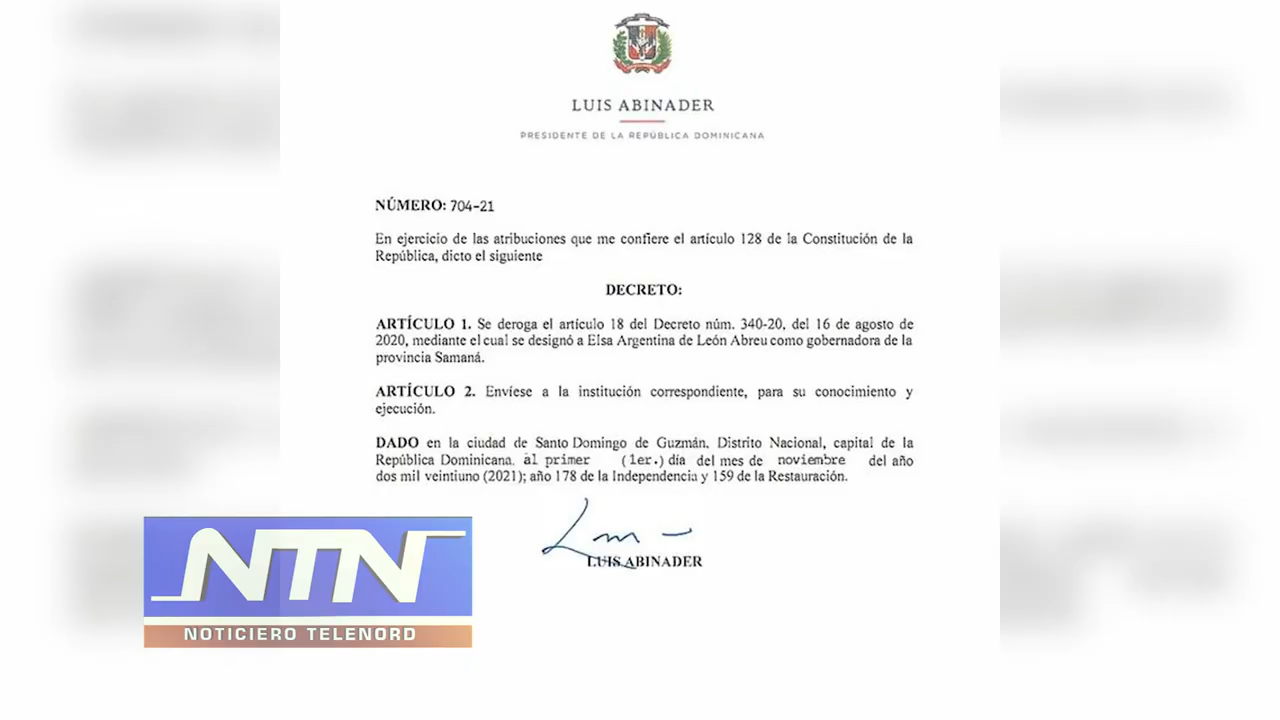 LUIS ABINADER
PRESIDENTE DE LA REPÚBLICA DOMINICANA
NÚMERO: 704-21
En ejercicio de las atribuciones que me confiere el artículo 128 de la Constitución de la
República, dicto el siguiente
DECRETO:
ARTÍCULO 1. Se deroga el artículo 18 del Decreto núm. 340-20, del 16 de agosto de
2020, mediante el cual se designó a Elsa Argentina de León Abreu como gobernadora de la
provincia Samaná.
ARTÍCULO 2. Envíese a la institución correspondiente, para su conocimiento y
ejecución.
DADO en la ciudad de Santo Domingo de Guzmán, Distrito Nacional, capital de la
República Dominicana, al primer (1er.) día del mes de noviembre del año
dos mil veintiuno (2021); año 178 de la Independencia y 159 de la Restauración.
LUIS ABINADER
NTN
NOTICIERO TELENORD